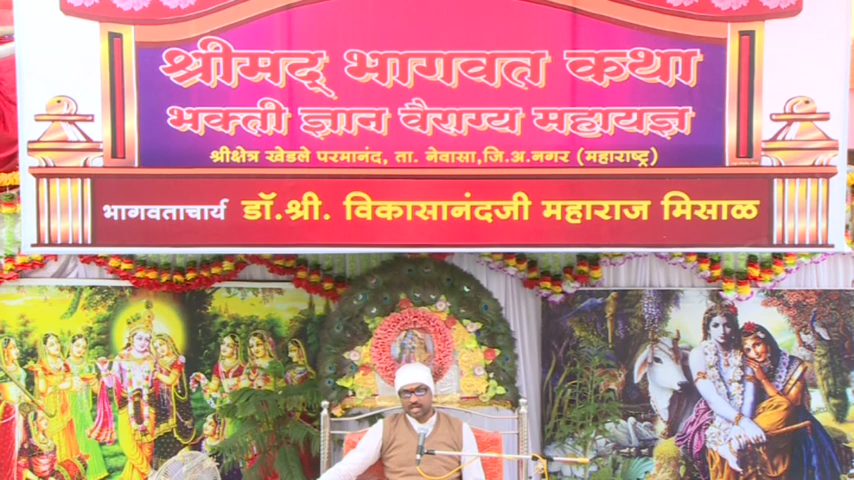 श्रीमद् भागवत कथा
भक्ती ज्ञान वैराग्य महायज्ञ
श्रीक्षेत्र खेडले परमानंद, ता. नेवासा,जि.अ.नगर (महाराष्ट्र)
भागवताचार्य डॉ.श्री. विकासानंदजी महाराज मिसाळ